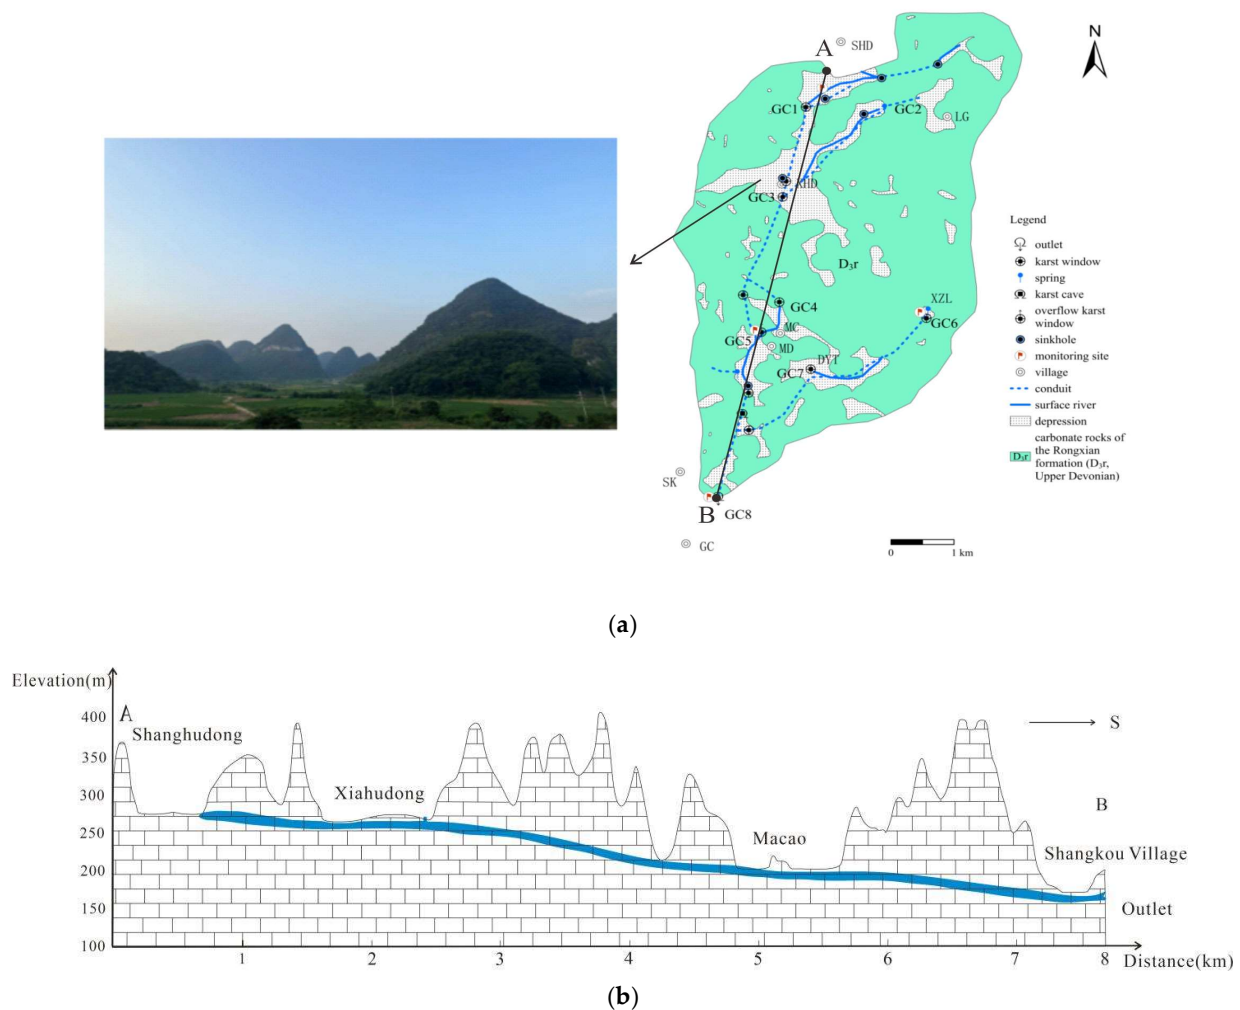 A
SHD
N
GC1
GC2
LG
XHD
GC3
D₃r
GC4
XZL
GC6
MC
GC5
MD
DYT
GC7
SK
B
GC8
GC
0 1 km
Legend
outlet
karst window
spring
karst cave
overflow karst
window
sinkhole
monitoring site
village
conduit
surface river
depression
carbonate rocks of
D₃r the Rongxian
formation (D₃r,
Upper Devonian)
(a)
Elevation(m)
400
350
300
250
200
150
100
A
Shanghudong
Xiahudong
Macao
S
B
Shangkou Village
Outlet
1 2 3 4 5 6 7 8
Distance(km)
(b)